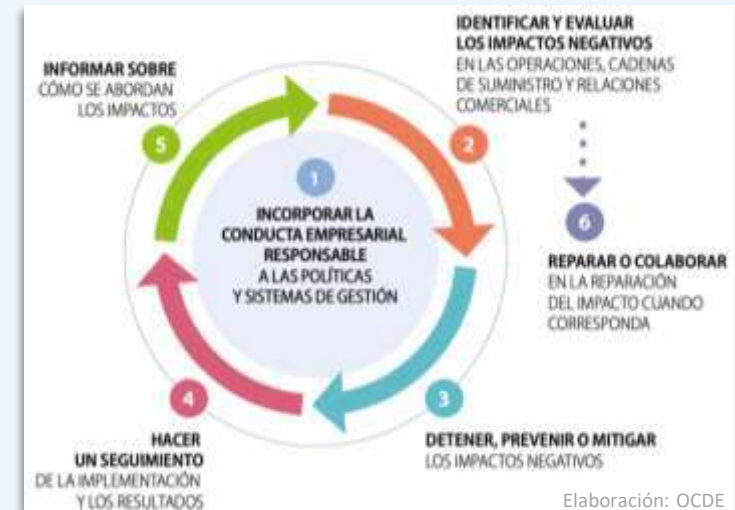 1
INCORPORAR LA
CONDUCTA EMPRESARIAL
RESPONSABLE
A LAS POLÍTICAS
Y SISTEMAS DE GESTIÓN
IDENTIFICAR Y EVALUAR
LOS IMPACTOS NEGATIVOS
EN LAS OPERACIONES, CADENAS
DE SUMINISTRO Y RELACIONES
COMERCIALES
2
3
DETENER, PREVENIR O MITIGAR
LOS IMPACTOS NEGATIVOS
4
HACER
UN SEGUIMIENTO
DE LA IMPLEMENTACIÓN
Y LOS RESULTADOS
INFORMAR SOBRE
CÓMO SE ABORDAN
LOS IMPACTOS
5
6
REPARAR O COLABORAR
EN LA REPARACIÓN
DEL IMPACTO CUANDO
CORRESPONDA
Elaboración: OCDE